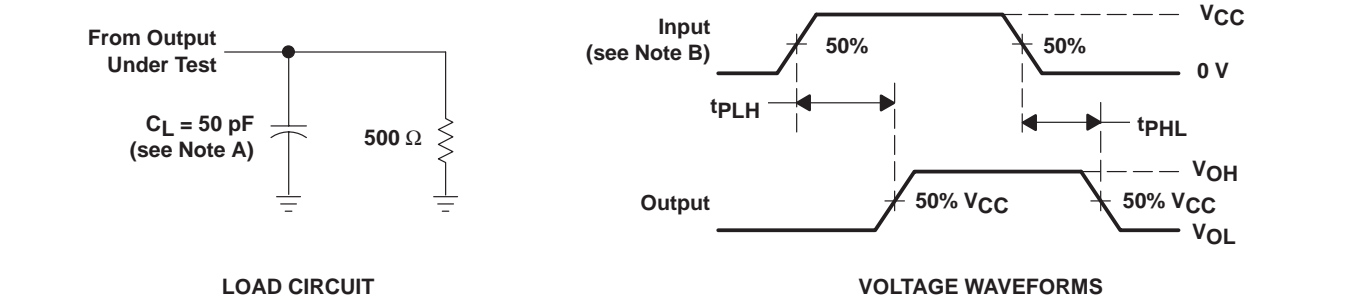 From Output
Under Test
CL = 50 pF
(see Note A)
500 Ω
LOAD CIRCUIT
Input
(see Note B)
50%
50%
VCC
0 V
tPLH
tPHL
Output
50% VCC
50% VCC
VOH
VOL
VOLTAGE WAVEFORMS